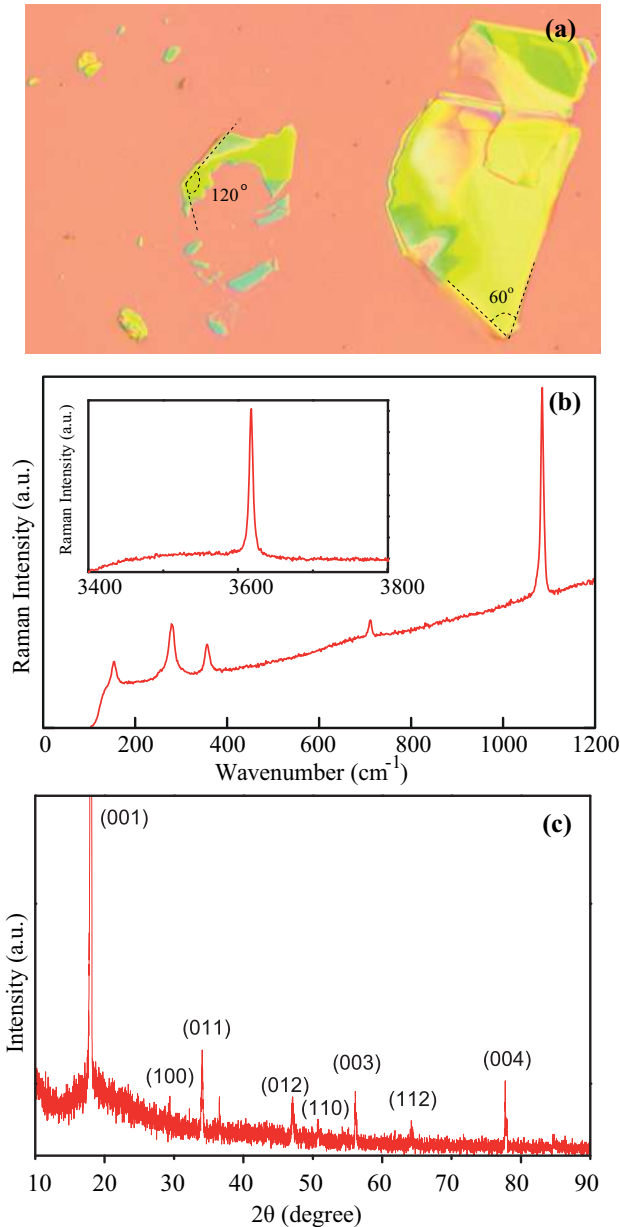 (a)
120°
60°
(b)
Raman Intensity (a.u.)
3400 3600 3800
Raman Intensity (a.u.)
0 200 400 600 800 1000 1200
Wavenumber (cm⁻¹)
(c)
(001)
(100)
(011)
(012)
(110)
(003)
(112)
(004)
Intensity (a.u.)
10 20 30 40 50 60 70 80 90
2θ (degree)